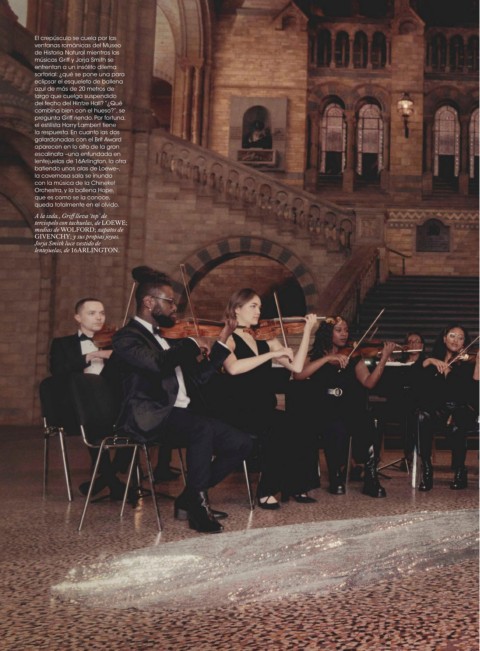 El crepúsculo se cuela por las
ventanas románicas del Museo
de Historia Natural mientras las
músicas Griff y Jorja Smith se
enfrentan a un insólito dilema
sartorial: ¿qué se pone una para
eclipsar el esqueleto de ballena
azul de más de 20 metros de
largo que cuelga suspendido
del techo del Hintze Hall? "¿Qué
combina bien con el hueso?", se
pregunta Griff riendo. Por fortuna,
el estilista Harry Lambert tiene
la respuesta. En cuanto las dos
galardonadas con el Brit Award
aparecen en lo alto de la gran
escalinata –una enfundada en
lentejuelas de 16Arlington, la otra
batiendo unas alas de Loewe–,
la cavernosa sala se inunda
con la música de la Chineke!
Orchestra, y la ballena Hope,
que es como se la conoce,
queda totalmente en el olvido.
A la izda., Griff lleva 'top' de
terciopelo con tachuelas, de LOEWE;
medias de WOLFORD; zapatos de
GIVENCHY; y sus propias joyas.
Jorja Smith luce vestido de
lentejuelas, de 16ARLINGTON.